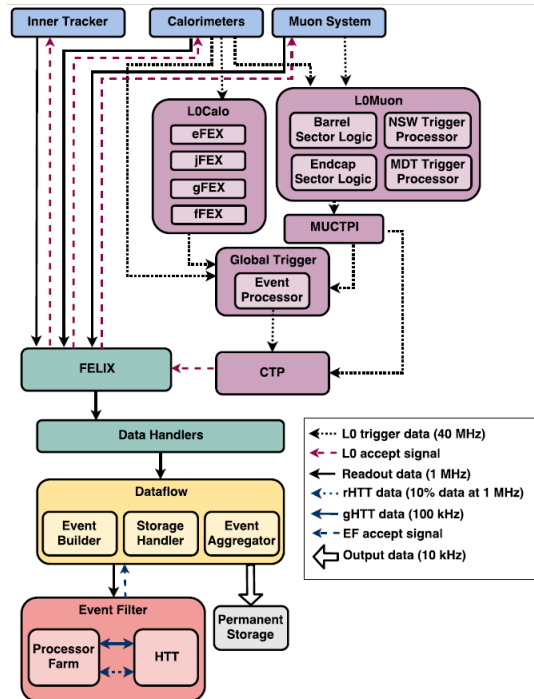 Inner Tracker
Calorimeters
Muon System
L0Calo
eFEX
jFEX
gFEX
fFEX
L0Muon
Barrel
Sector Logic
NSW Trigger
Processor
Endcap
Sector Logic
MDT Trigger
Processor
MUCTPI
Global Trigger
Event
Processor
FELIX
CTP
Data Handlers
Dataflow
Event
Builder
Storage
Handler
Event
Aggregator
Event Filter
Processor
Farm
HTT
Permanent
Storage
L0 trigger data (40 MHz)
L0 accept signal
Readout data (1 MHz)
rHTT data (10% data at 1 MHz)
gHTT data (100 kHz)
EF accept signal
Output data (10 kHz)